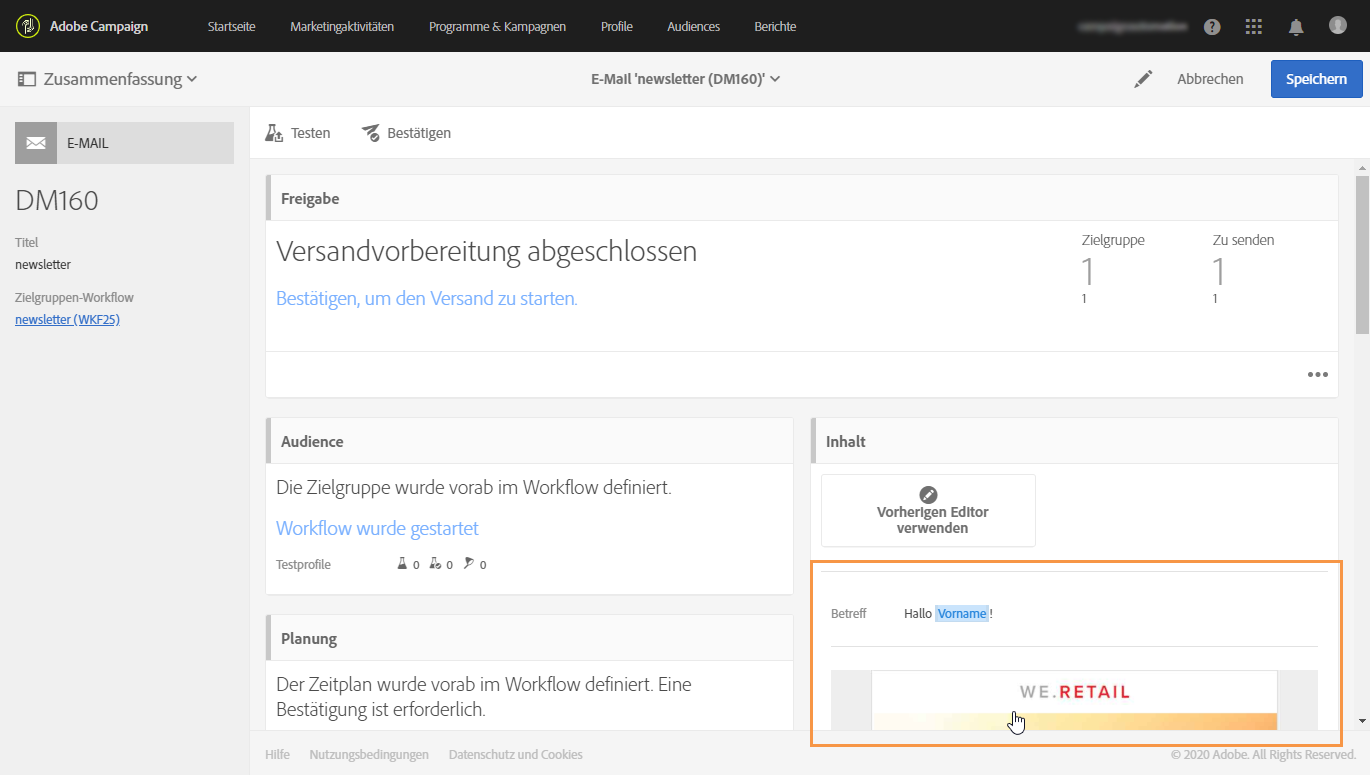 Adobe Campaign
Startseite
Marketingaktivitäten
Programme & Kampagnen
Profile
Audiences
Berichte
Zusammenfassung
E-Mail 'newsletter (DM160)'
Abbrechen
Speichern
E-MAIL
DM160
Titel
newsletter
Zielgruppen-Workflow
newsletter (WKF25)
Testen
Bestätigen
Freigabe
Versandvorbereitung abgeschlossen
Bestätigen, um den Versand zu starten.
Zielgruppe
1
1
Zu senden
1
1
Audience
Die Zielgruppe wurde vorab im Workflow definiert.
Workflow wurde gestartet
Testprofile 0 0 0
Planung
Der Zeitplan wurde vorab im Workflow definiert. Eine
Bestätigung ist erforderlich.
Inhalt
Vorherigen Editor
verwenden
Betreff Hallo Vorname !
WE.RETAIL
Hilfe
Nutzungsbedingungen
Datenschutz und Cookies
© 2020 Adobe. All Rights Reserved.